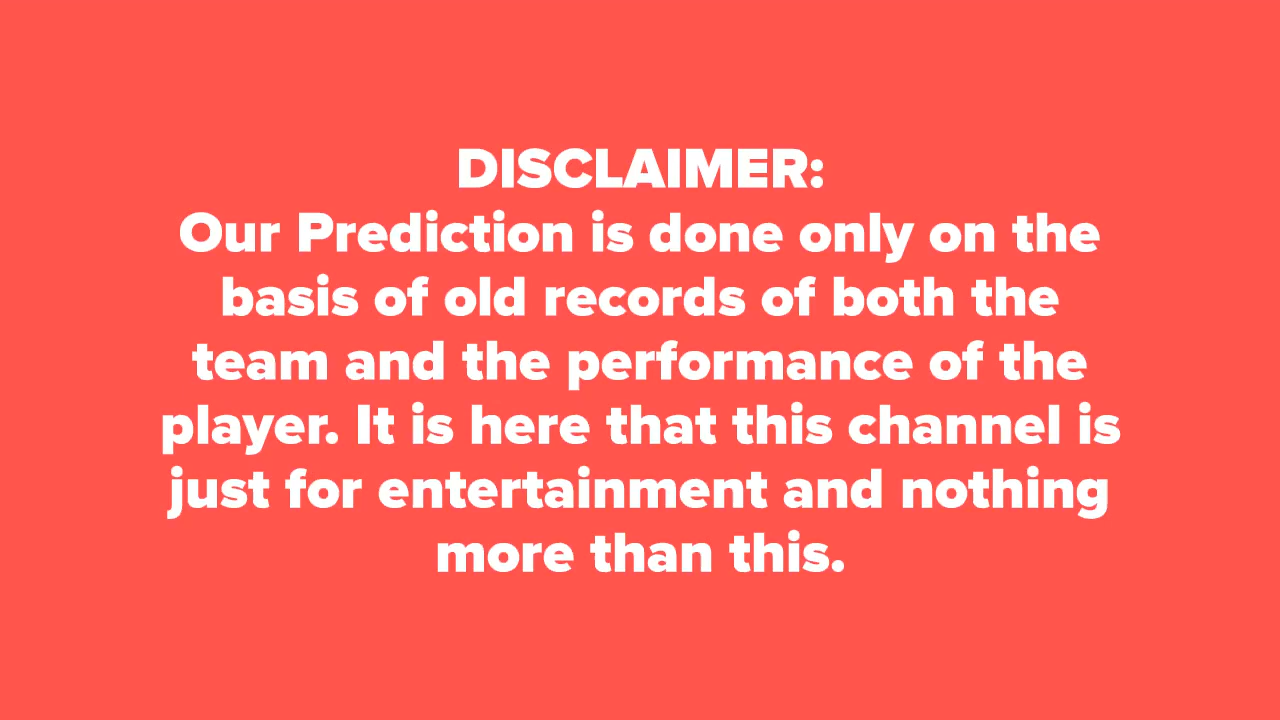 DISCLAIMER:
Our Prediction is done only on the
basis of old records of both the
team and the performance of the
player. It is here that this channel is
just for entertainment and nothing
more than this.